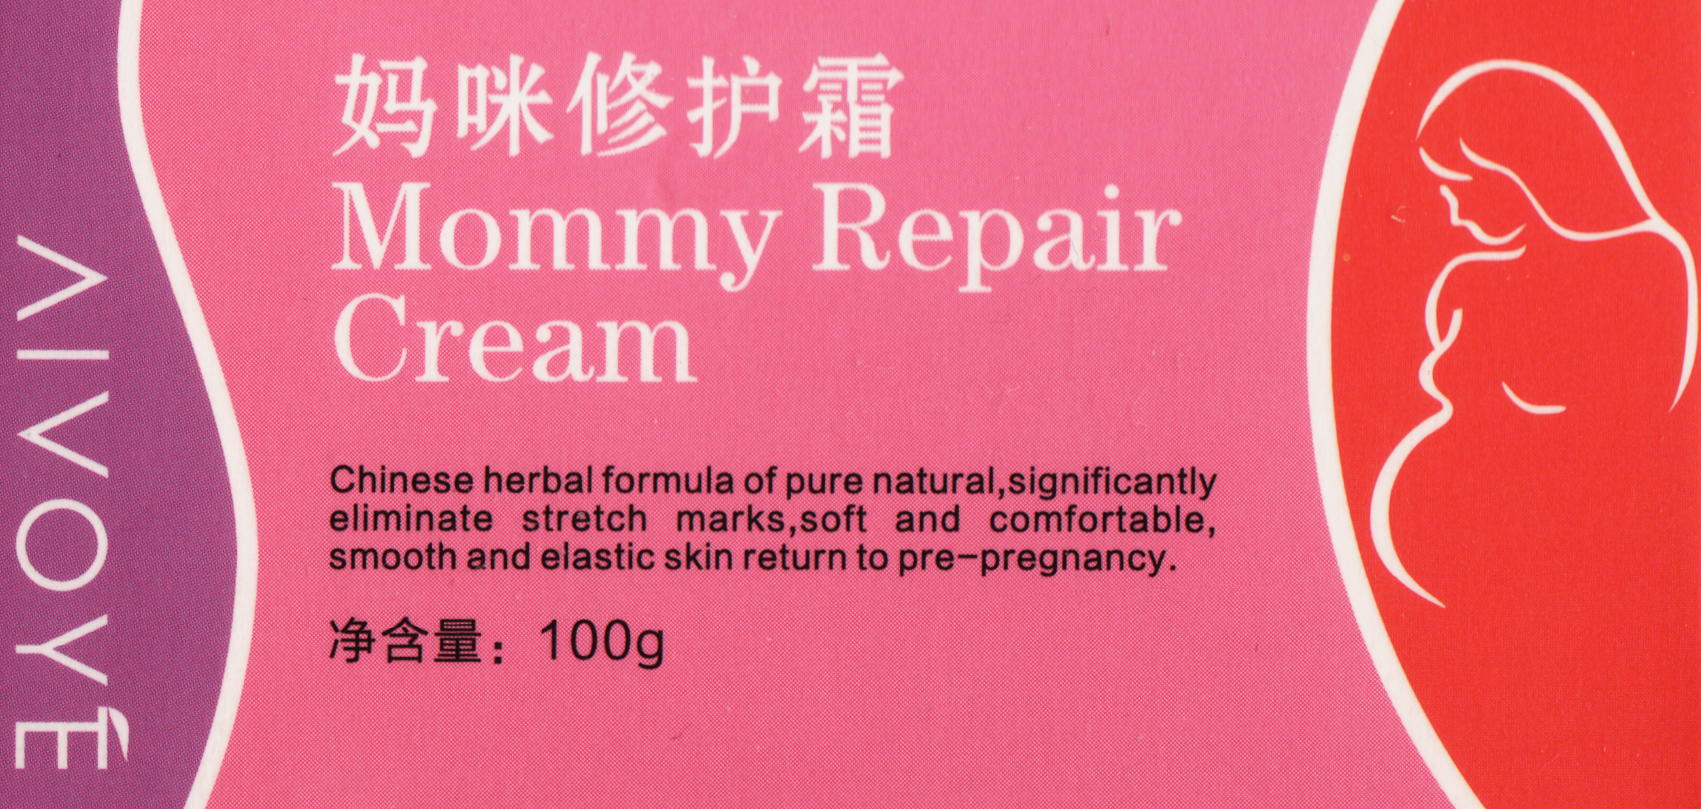 妈咪修护霜
Mommy Repair
Cream
Chinese herbal formula of pure natural,significantly
eliminate stretch marks,soft and comfortable,
smooth and elastic skin return to pre-pregnancy.
净含量：100g
ΛIVOYÉ